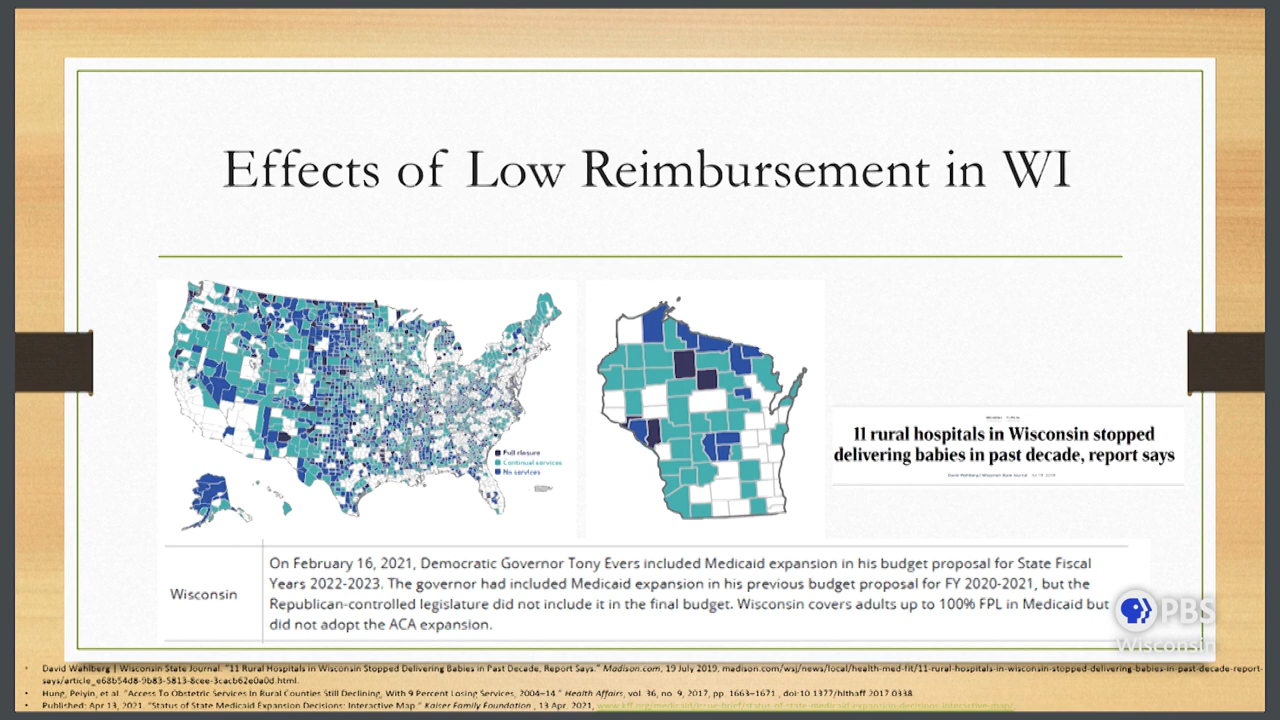 Effects of Low Reimbursement in WI
Full closure
Continual services
No services
11 rural hospitals in Wisconsin stopped
delivering babies in past decade, report says
David Wahlberg | Wisconsin State Journal Jul 19, 2019
Wisconsin
On February 16, 2021, Democratic Governor Tony Evers included Medicaid expansion in his budget proposal for State Fiscal
Years 2022-2023. The governor had included Medicaid expansion in his previous budget proposal for FY 2020-2021, but the
Republican-controlled legislature did not include it in the final budget. Wisconsin covers adults up to 100% FPL in Medicaid but
did not adopt the ACA expansion.
PBS
Wisconsin
• David Wahlberg | Wisconsin State Journal. "11 Rural Hospitals in Wisconsin Stopped Delivering Babies in Past Decade, Report Says." Madison.com, 19 July 2019, madison.com/wsj/news/local/health-med-fit/11-rural-hospitals-in-wisconsin-stopped-delivering-babies-in-past-decade-report-
says/article_e68b54d8-9b83-5813-8cee-3cacb62e0a0d.html.
• Hung, Peiyin, et al. "Access To Obstetric Services In Rural Counties Still Declining, With 9 Percent Losing Services, 2004–14." Health Affairs, vol. 36, no. 9, 2017, pp. 1663–1671., doi:10.1377/hlthaff.2017.0338.
• Published: Apr 13, 2021. "Status of State Medicaid Expansion Decisions: Interactive Map." Kaiser Family Foundation , 13 Apr. 2021, www.kff.org/medicaid/issue-brief/status-of-state-medicaid-expansion-decisions-interactive-map/.